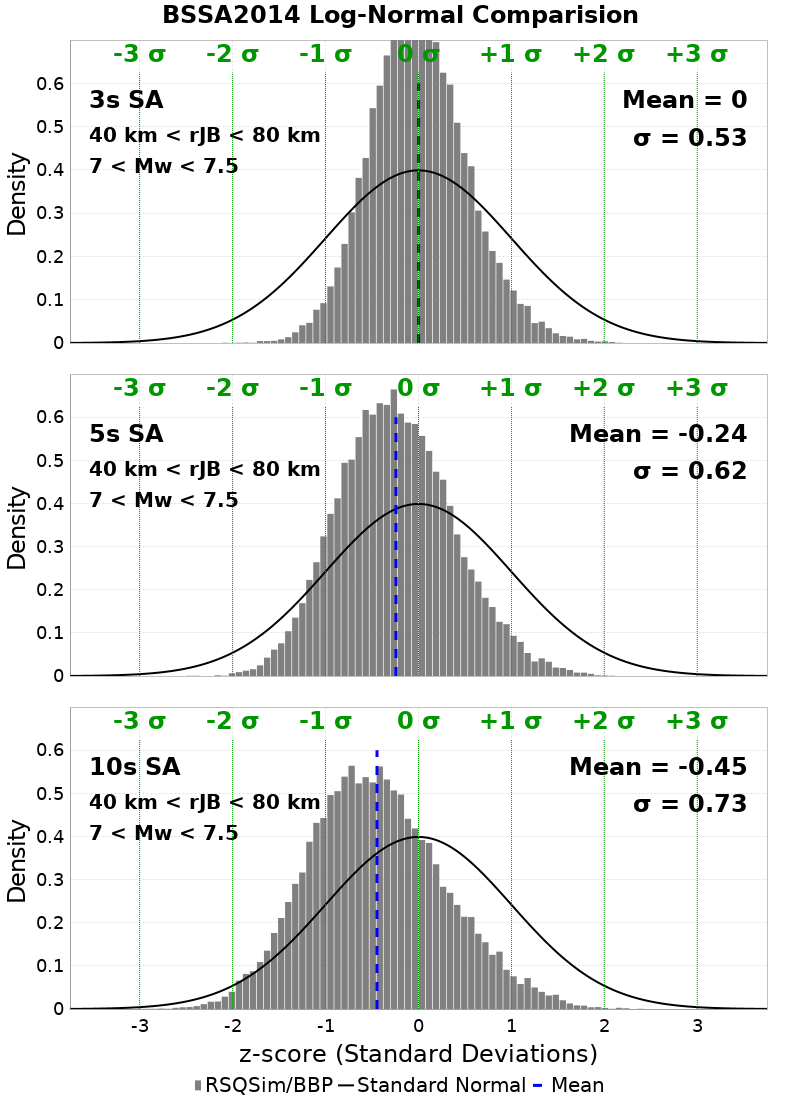 BSSA2014 Log-Normal Comparision
-3 σ -2 σ -1 σ 0 σ +1 σ +2 σ +3 σ
3s SA
40 km < rJB < 80 km
7 < Mw < 7.5
Mean = 0
σ = 0.53
Density
0.6
0.5
0.4
0.3
0.2
0.1
0
-3 σ -2 σ -1 σ 0 σ +1 σ +2 σ +3 σ
5s SA
40 km < rJB < 80 km
7 < Mw < 7.5
Mean = -0.24
σ = 0.62
Density
0.6
0.5
0.4
0.3
0.2
0.1
0
-3 σ -2 σ -1 σ 0 σ +1 σ +2 σ +3 σ
10s SA
40 km < rJB < 80 km
7 < Mw < 7.5
Mean = -0.45
σ = 0.73
Density
0.6
0.5
0.4
0.3
0.2
0.1
0
-3 -2 -1 0 1 2 3
z-score (Standard Deviations)
RSQSim/BBP Standard Normal Mean